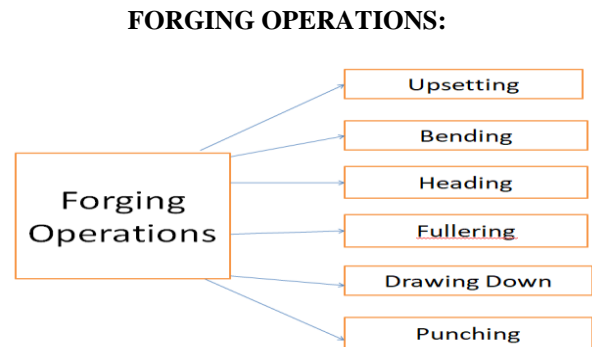 FORGING OPERATIONS:
Upsetting
Bending
Heading
Forging
Operations
Fullering
Drawing Down
Punching